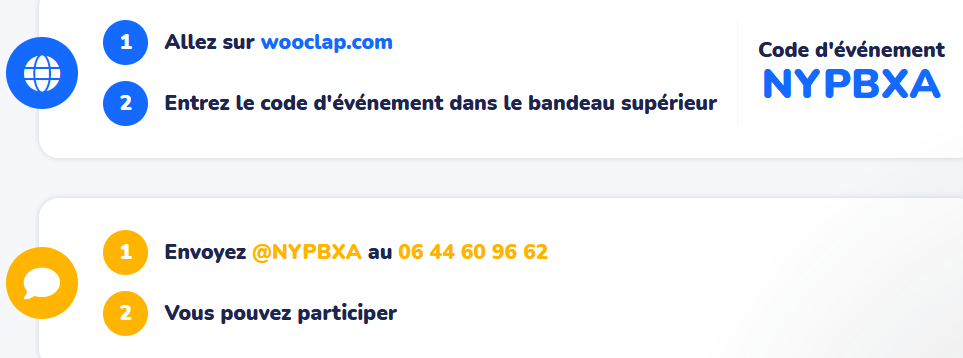 1 Allez sur wooclap.com
2 Entrez le code d'événement dans le bandeau supérieur
Code d'événement
NYPBXA
1 Envoyez @NYPBXA au 06 44 60 96 62
2 Vous pouvez participer